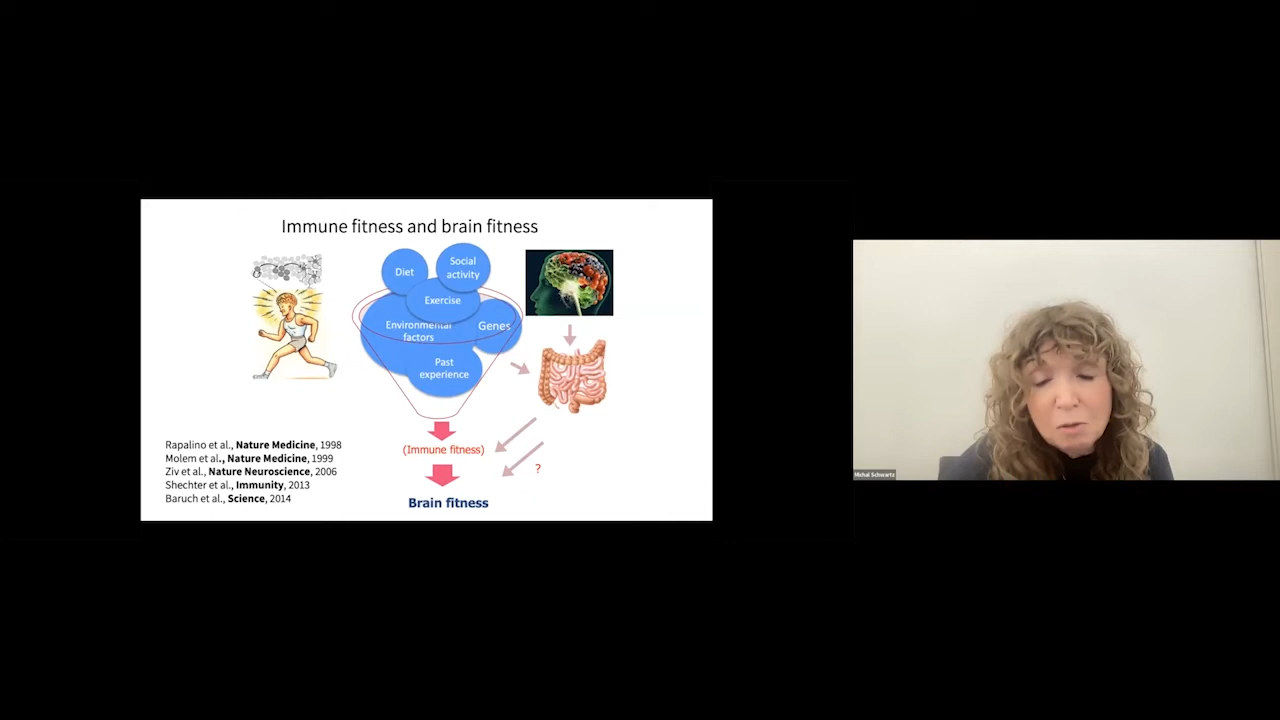 Immune fitness and brain fitness
Diet
Social
activity
Exercise
Environmental
factors
Genes
Past
experience
(Immune fitness)
?
Brain fitness
Rapalino et al., Nature Medicine, 1998
Molem et al., Nature Medicine, 1999
Ziv et al., Nature Neuroscience, 2006
Shechter et al., Immunity, 2013
Baruch et al., Science, 2014
Michal Schwartz